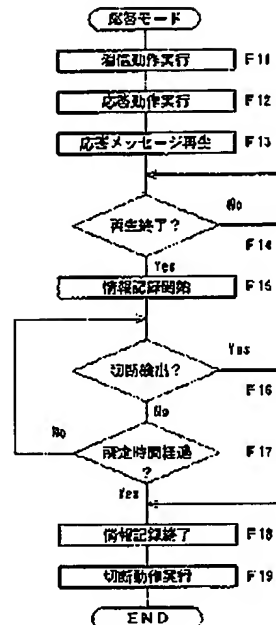 応答モード
着信動作実行 F11
応答動作実行 F12
応答メッセージ再生 F13
No
再生終了? F14
Yes
情報記録開始 F15
Yes
切断検出? F16
No
No
所定時間経過 F17
?
Yes
情報記録終了 F18
切断動作実行 F19
END